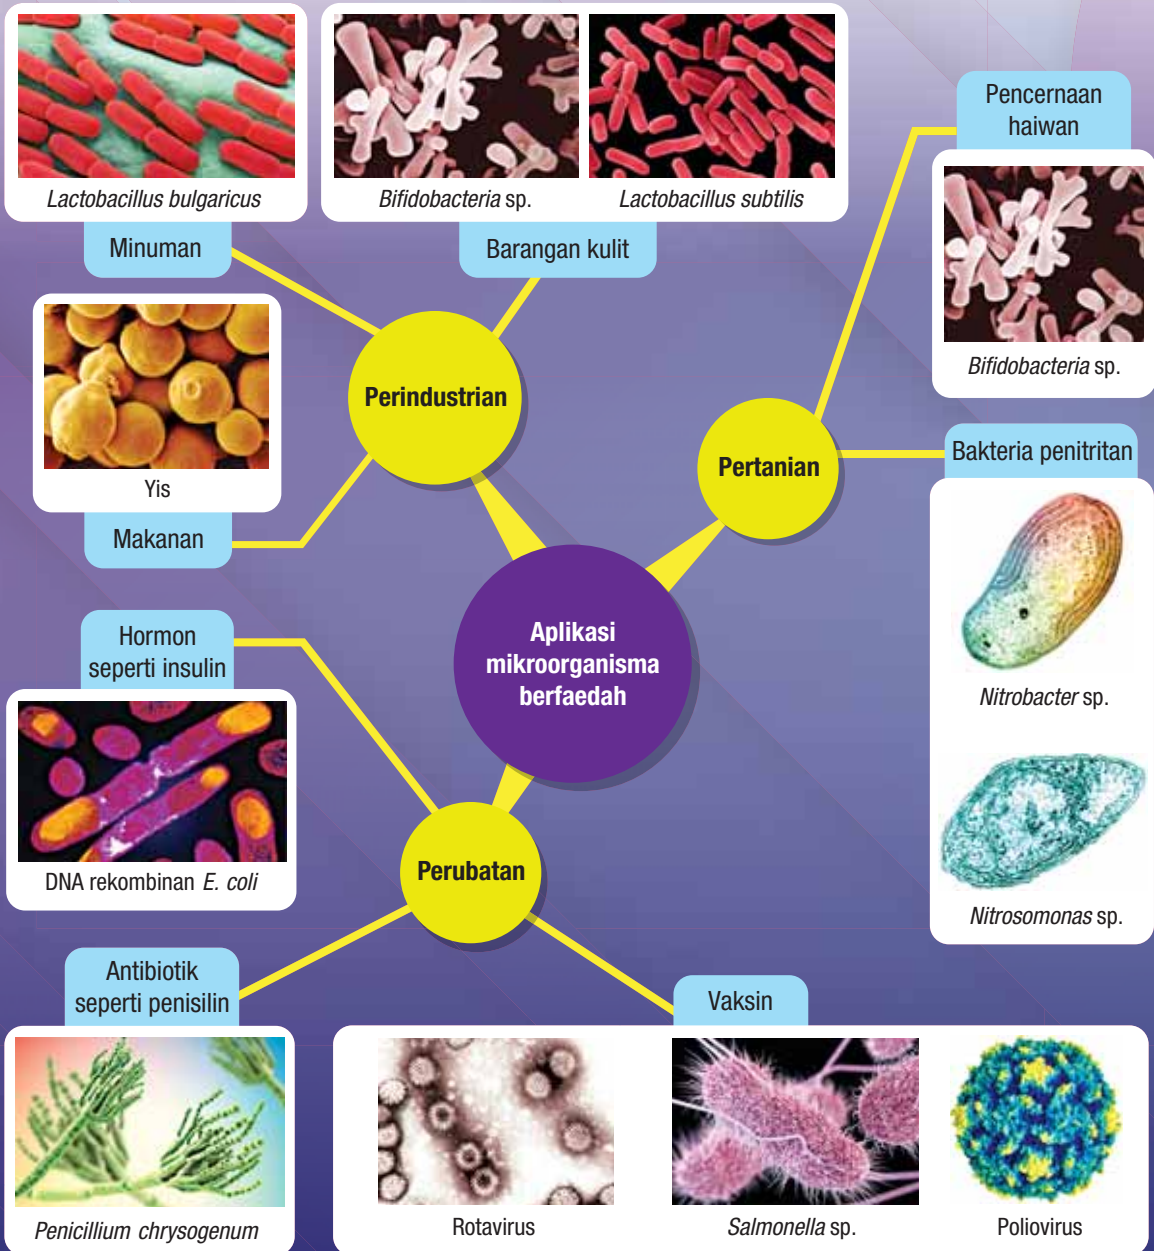 Lactobacillus bulgaricus
Minuman
Bifidobacteria sp.
Lactobacillus subtilis
Barangan kulit
Pencernaan
haiwan
Bifidobacteria sp.
Yis
Makanan
Perindustrian
Pertanian
Bakteria penitritan
Nitrobacter sp.
Nitrosomonas sp.
Aplikasi
mikroorganisma
berfaedah
Hormon
seperti insulin
DNA rekombinan E. coli
Perubatan
Antibiotik
seperti penisilin
Penicillium chrysogenum
Vaksin
Rotavirus
Salmonella sp.
Poliovirus